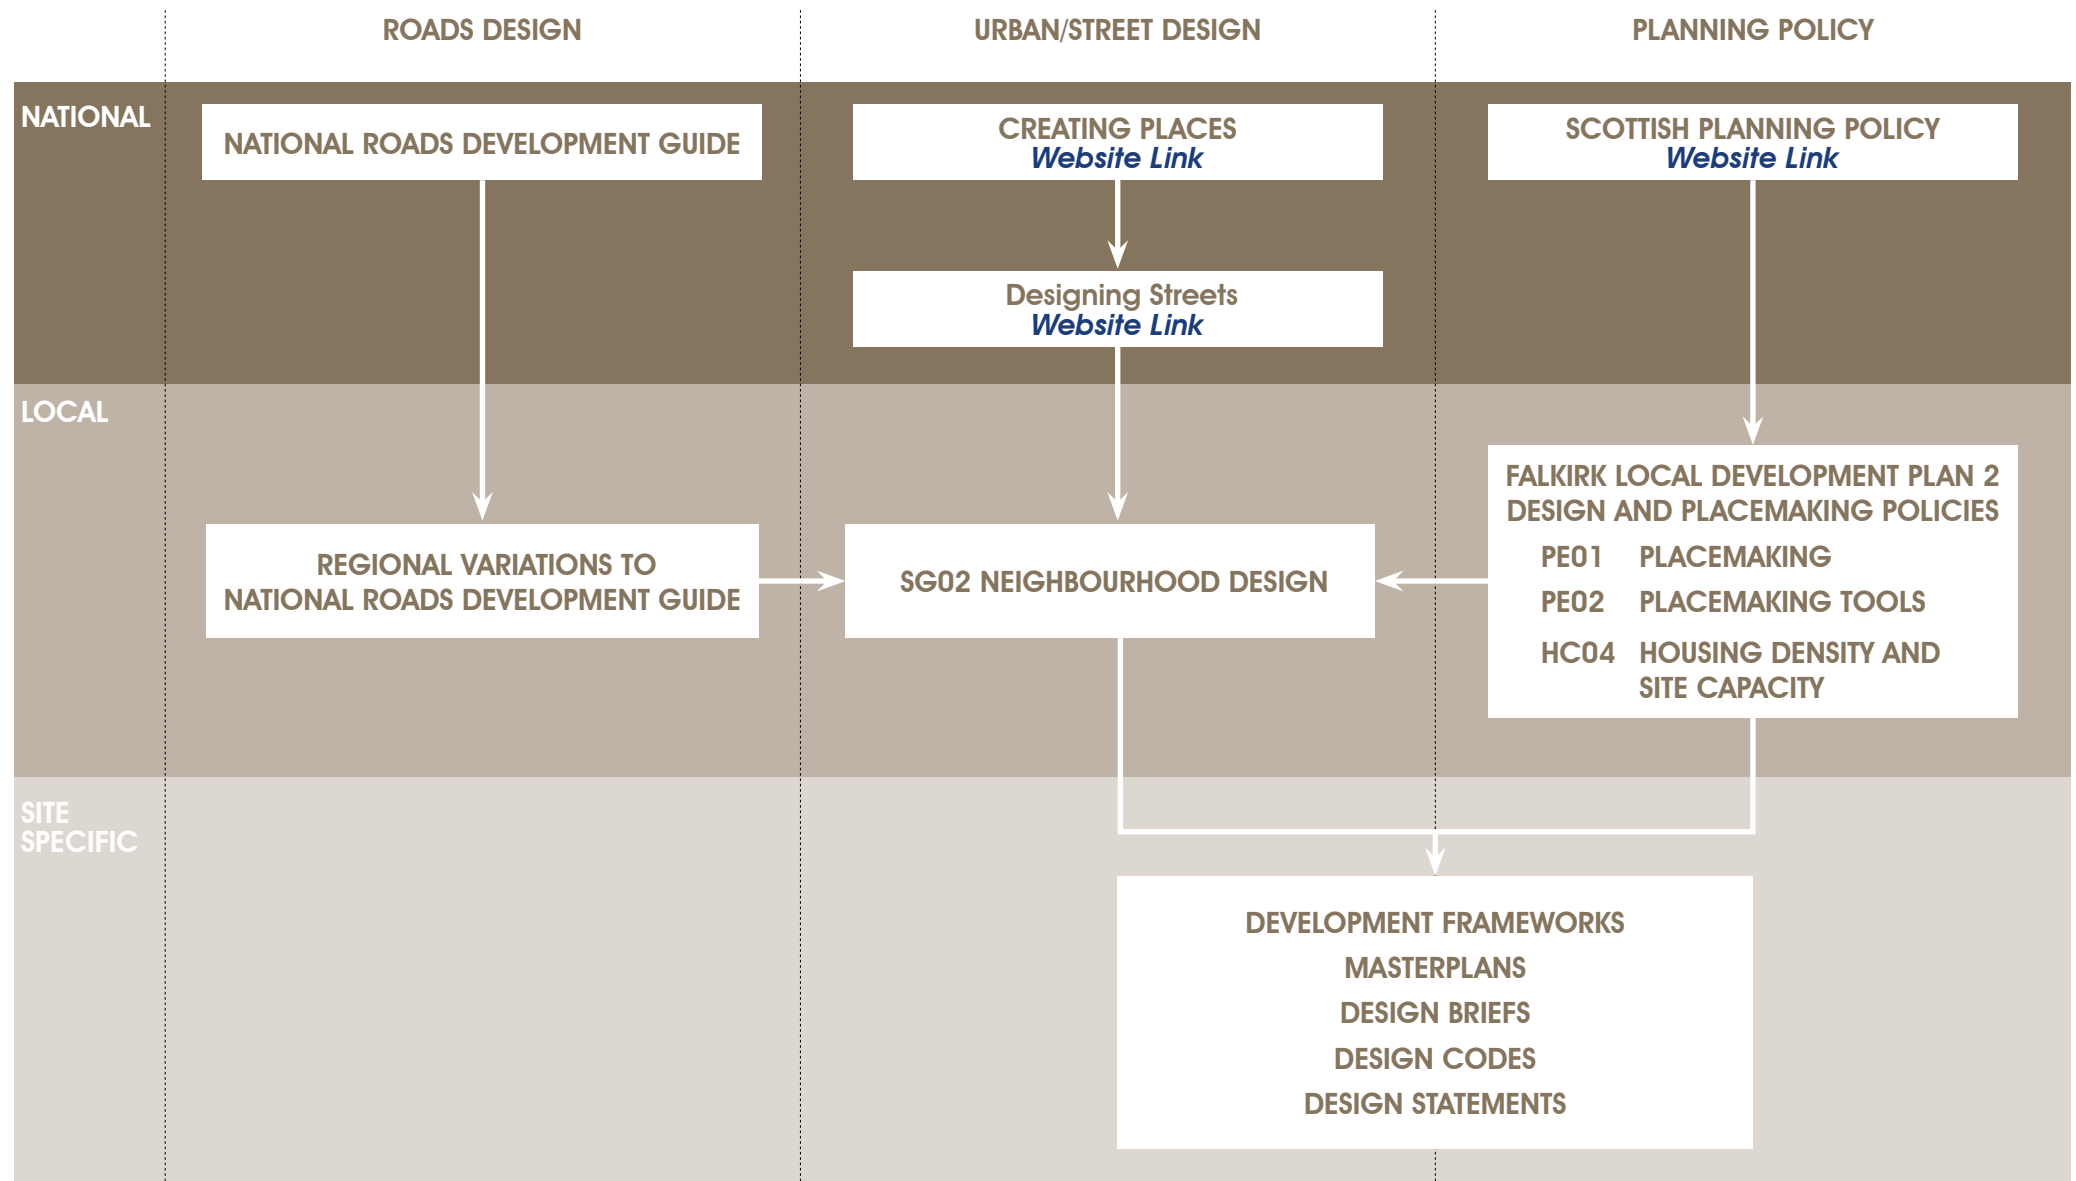 ROADS DESIGN
URBAN/STREET DESIGN
PLANNING POLICY
NATIONAL
NATIONAL ROADS DEVELOPMENT GUIDE
CREATING PLACES
Website Link
SCOTTISH PLANNING POLICY
Website Link
Designing Streets
Website Link
LOCAL
REGIONAL VARIATIONS TO
NATIONAL ROADS DEVELOPMENT GUIDE
SG02 NEIGHBOURHOOD DESIGN
FALKIRK LOCAL DEVELOPMENT PLAN 2
DESIGN AND PLACEMAKING POLICIES
PE01 PLACEMAKING
PE02 PLACEMAKING TOOLS
HC04 HOUSING DENSITY AND
SITE CAPACITY
SITE
SPECIFIC
DEVELOPMENT FRAMEWORKS
MASTERPLANS
DESIGN BRIEFS
DESIGN CODES
DESIGN STATEMENTS